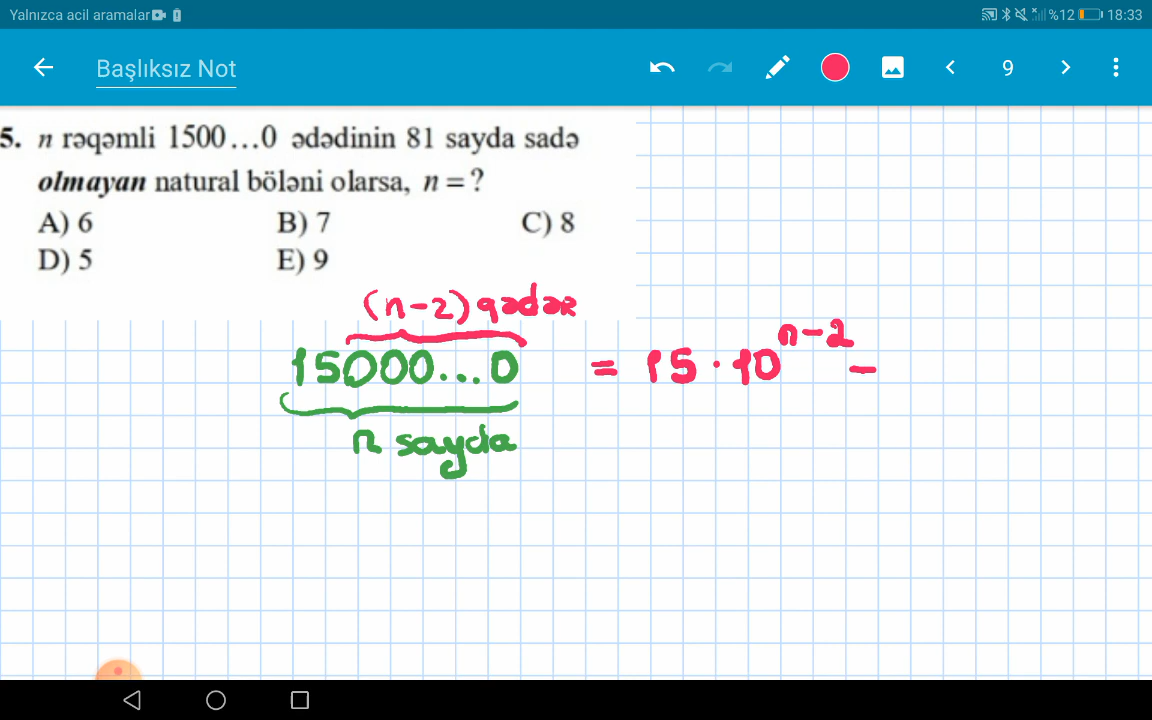 Yalnızca acil aramalar %12 18:33
Başlıksız Not 9
5. n rəqəmli 1500...0 ədədinin 81 sayda sadə
olmayan natural böləni olarsa, n = ?
A) 6 B) 7 C) 8
D) 5 E) 9
(n-2) qədər
15000...0 = 15 · 10^{n-2} -
n sayda